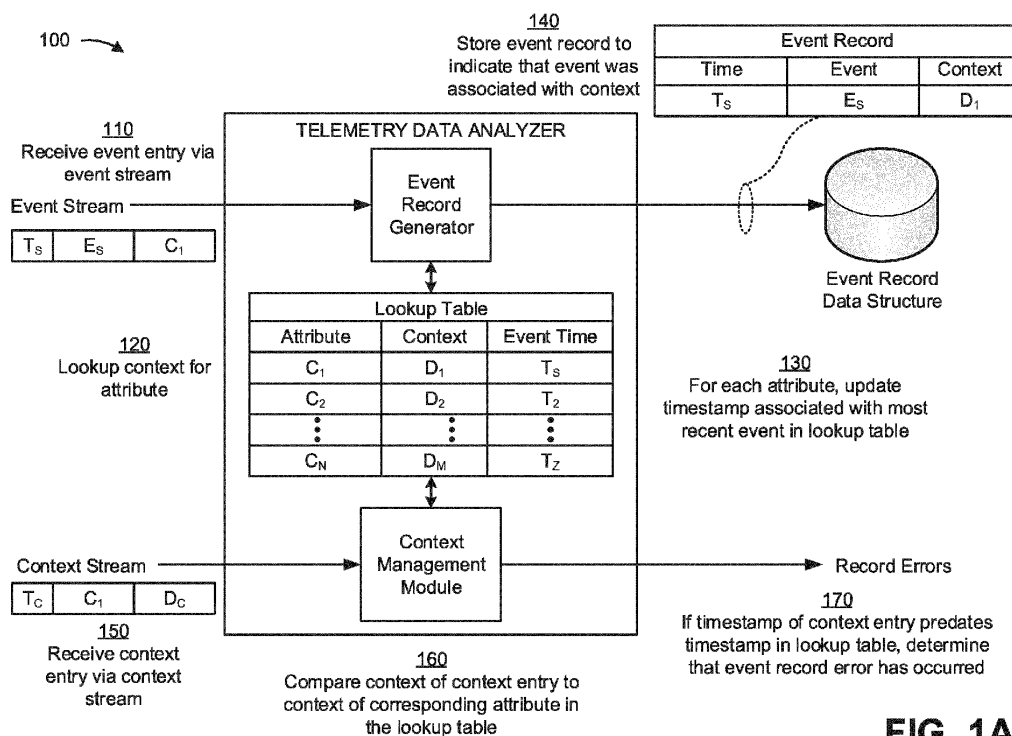 100
140
Store event record to
indicate that event was
associated with context
Event Record
Time Event Context
TS ES D1
110
Receive event entry via
event stream
Event Stream
TS ES C1
TELEMETRY DATA ANALYZER
Event
Record
Generator
Event Record
Data Structure
Lookup Table
Attribute Context Event Time
C1 D1 TS
C2 D2 T2
CN DM TZ
120
Lookup context for
attribute
130
For each attribute, update
timestamp associated with most
recent event in lookup table
Context Stream
TC C1 DC
150
Receive context
entry via context
stream
Context
Management
Module
Record Errors
170
If timestamp of context entry predates
timestamp in lookup table, determine
that event record error has occurred
160
Compare context of context entry to
context of corresponding attribute in
the lookup table
FIG. 1A